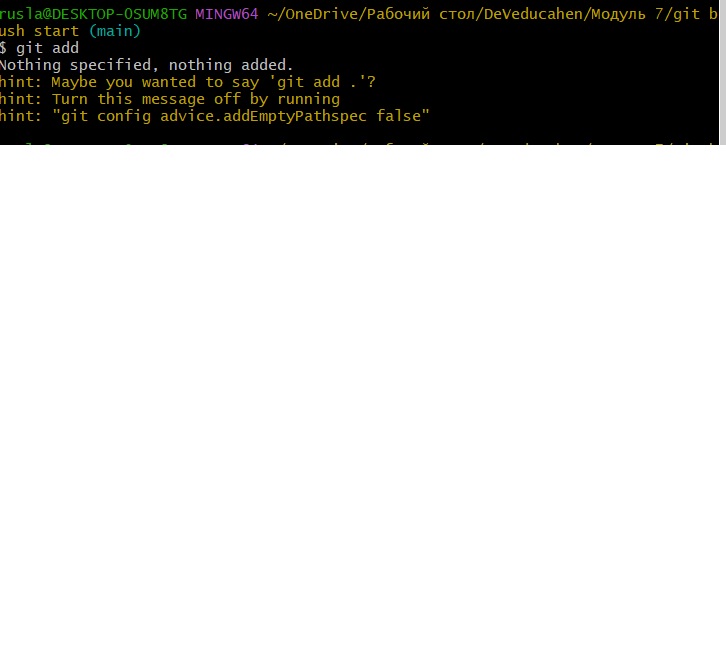 rusla@DESKTOP-OSUM8TG MINGW64 ~/OneDrive/Рабочий стол/DeVeducahen/Модуль 7/git b
ush start (main)
$ git add
Nothing specified, nothing added.
hint: Maybe you wanted to say 'git add .'?
hint: Turn this message off by running
hint: "git config advice.addEmptyPathspec false"